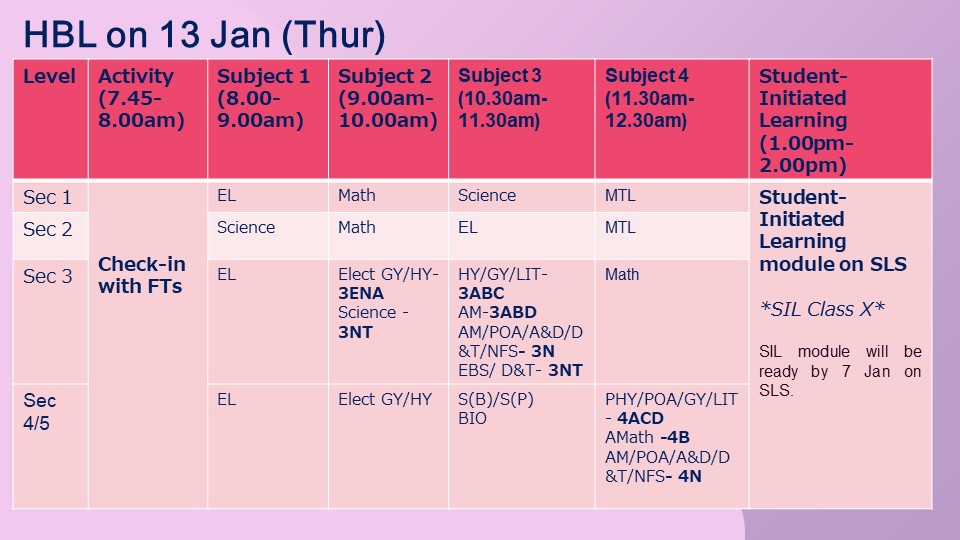 HBL on 13 Jan (Thur)
Level
Activity
(7.45-
8.00am)
Subject 1
(8.00-
9.00am)
Subject 2
(9.00am-
10.00am)
Subject 3
(10.30am-
11.30am)
Subject 4
(11.30am-
12.30am)
Student-
Initiated
Learning
(1.00pm-
2.00pm)
Sec 1
Check-in
with FTs
EL
Math
Science
MTL
Student-
Initiated
Learning
module on SLS
*SIL Class X*
SIL module will be
ready by 7 Jan on
SLS.
Sec 2
Science
Math
EL
MTL
Sec 3
EL
Elect GY/HY-
3ENA
Science -
3NT
HY/GY/LIT-
3ABC
AM-3ABD
AM/POA/A&D/D
&T/NFS- 3N
EBS/ D&T- 3NT
Math
Sec
4/5
EL
Elect GY/HY
S(B)/S(P)
BIO
PHY/POA/GY/LIT
- 4ACD
AMath -4B
AM/POA/A&D/D
&T/NFS- 4N